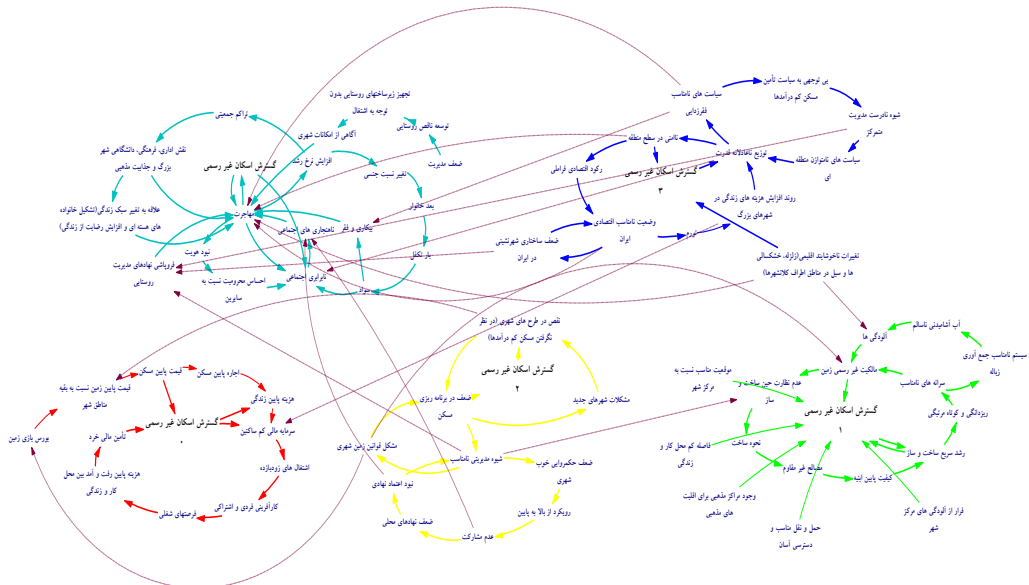 تجهیز زیرساختهای روستایی بدون
توجه به اشتغال
تراکم جمعیتی
توسعه ناقص روستایی
آگاهی از امکانات شهری
نقش اداری، فرهنگی، دانشگاهی شهر
بزرگ و جذابیت مذهبی
گسترش اسکان غیر رسمی
افزایش نرخ رشد
ضعف مدیریت
تغییر نسبت جنسی
علاقه به تغییر سبک زندگی(تشکیل خانواده
های هسته ای و افزایش رضایت از زندگی)
مهاجرت
بعد خانوار
بیکاری و فقر
ناهنجاری های اجتماعی
نبود هویت
بار تکفل
فروپاشی نهادهای مدیریت
روستایی
احساس محرومیت نسبت به
سایرین
نابرابری اجتماعی
سواد
سیاست های نامناسب
فقرزدایی
بی توجهی به سیاست تأمین
مسکن کم درآمدها
شیوه نادرست مدیریت
متمرکز
ناامنی در سطح منطقه
توزیع ناعادلانه قدرت
سیاست های نامتوازن منطقه
ای
رکود اقتصادی فراملی
گسترش اسکان غیر رسمی
۳
روند افزایش هزینه های زندگی در
شهرهای بزرگ
وضعیت نامناسب اقتصادی
ایران
تورم
ضعف ساختاری شهرنشینی
در ایران
تغییرات ناخوشایند اقلیمی(زلزله، خشکسالی
ها و سیل در مناطق اطراف کلانشهرها)
نقص در طرح های شهری (در نظر
نگرفتن مسکن کم درآمدها)
گسترش اسکان غیر رسمی
۲
ضعف در برنامه ریزی
مسکن
مشکلات شهرهای جدید
مشکل قوانین زمین شهری
شیوه مدیریتی نامناسب
ضعف حکمروایی خوب
شهری
نبود اعتماد نهادی
رویکرد از بالا به پایین
ضعف نهادهای محلی
عدم مشارکت
قیمت پایین زمین نسبت به بقیه
مناطق شهر
قیمت پایین مسکن
اجاره پایین مسکن
هزینه پایین زندگی
گسترش اسکان غیر رسمی
سرمایه مالی کم ساکنین
تأمین مالی خرد
بورس بازی زمین
اشتغال های زودبازده
هزینه پایین رفت و آمد بین محل
کار و زندگی
کارآفرینی فردی و اشتراکی
فرصتهای شغلی
آب آشامیدنی ناسالم
آلودگی ها
سیستم نامناسب جمع آوری
زباله
موقعیت مناسب نسبت به
مرکز شهر
مالکیت غیر رسمی زمین
عدم نظارت حین ساخت و
ساز
سرانه های نامناسب
ریزدانگی و کوتاه مرتبگی
گسترش اسکان غیر رسمی
۱
نحوه ساخت
فاصله کم محل کار و
زندگی
رشد سریع ساخت و ساز
مصالح غیر مقاوم
کیفیت پایین ابنیه
وجود مراکز مذهبی برای اقلیت
های مذهبی
فرار از آلودگی های مرکز
شهر
حمل و نقل مناسب و
دسترسی آسان